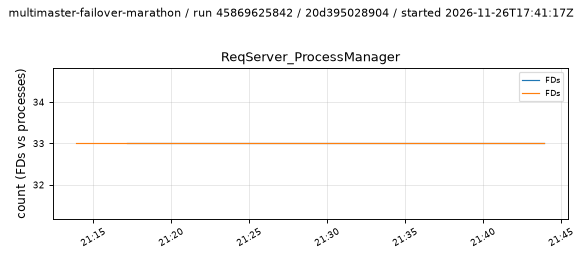 multimaster-failover-marathon / run 45869625842 / 20d395028904 / started 2026-11-26T17:41:17Z
ReqServer_ProcessManager
count (FDs vs processes)
34
33
32
FDs
FDs
21:15
21:20
21:25
21:30
21:35
21:40
21:45